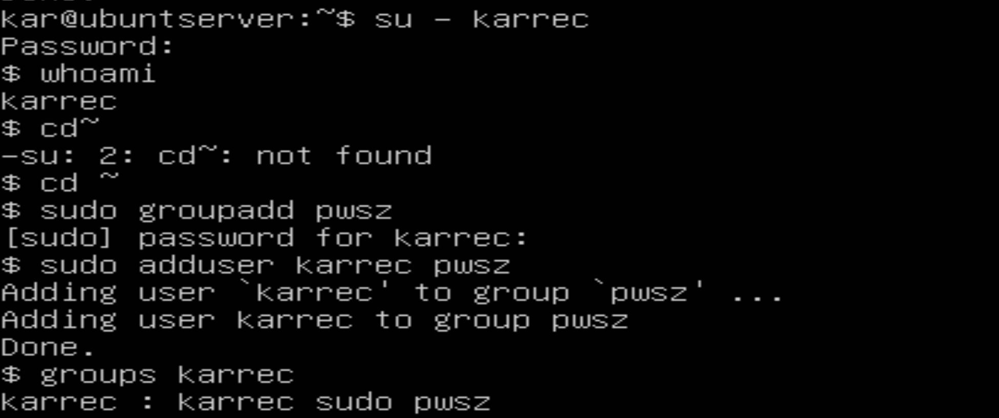 kar@ubuntserver:~$ su - karrec
Password:
$ whoami
karrec
$ cd~
-su: 2: cd~: not found
$ cd ~
$ sudo groupadd pwsz
[sudo] password for karrec:
$ sudo adduser karrec pwsz
Adding user `karrec' to group `pwsz' ...
Adding user karrec to group pwsz
Done.
$ groups karrec
karrec : karrec sudo pwsz